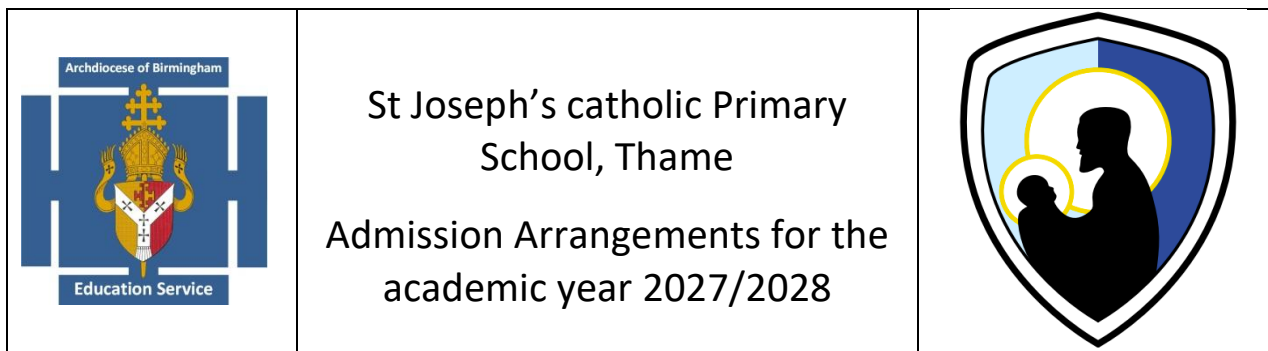 Archdiocese of Birmingham
Education Service
St Joseph's catholic Primary
School, Thame
Admission Arrangements for the
academic year 2027/2028